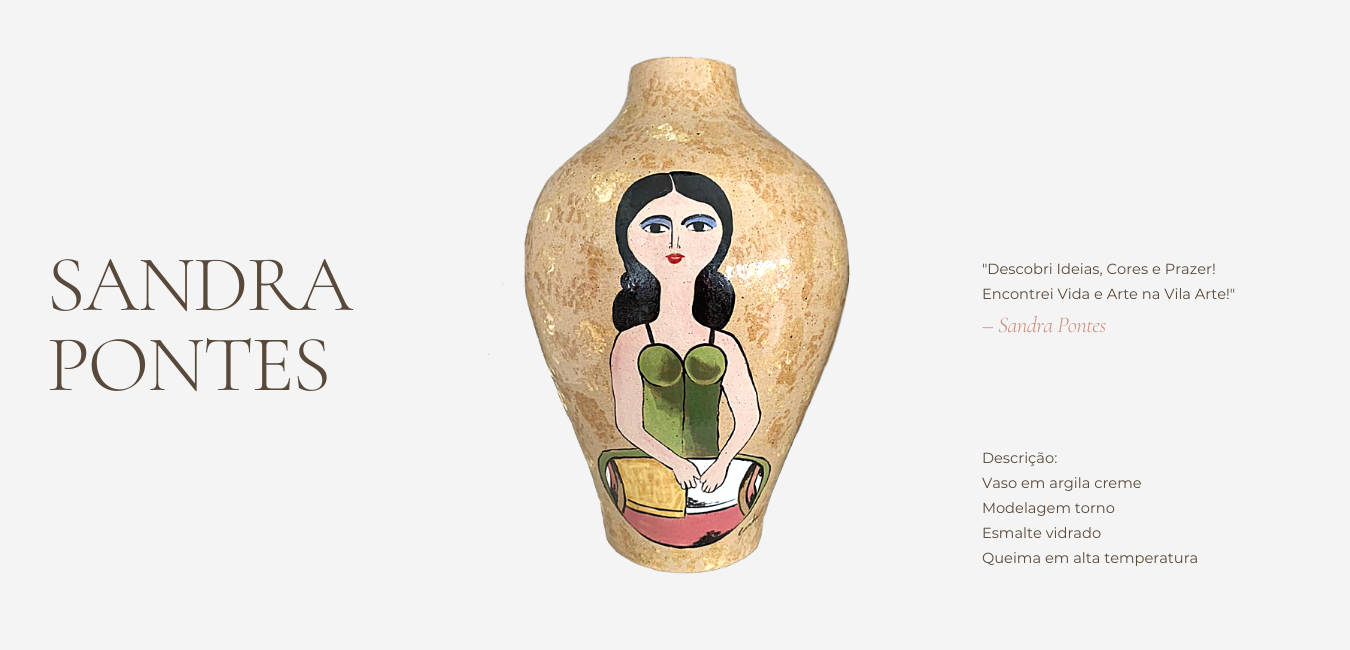 SANDRA
PONTES
"Descobri Ideias, Cores e Prazer!
Encontrei Vida e Arte na Vila Arte!"
– Sandra Pontes
Descrição:
Vaso em argila creme
Modelagem torno
Esmalte vidrado
Queima em alta temperatura